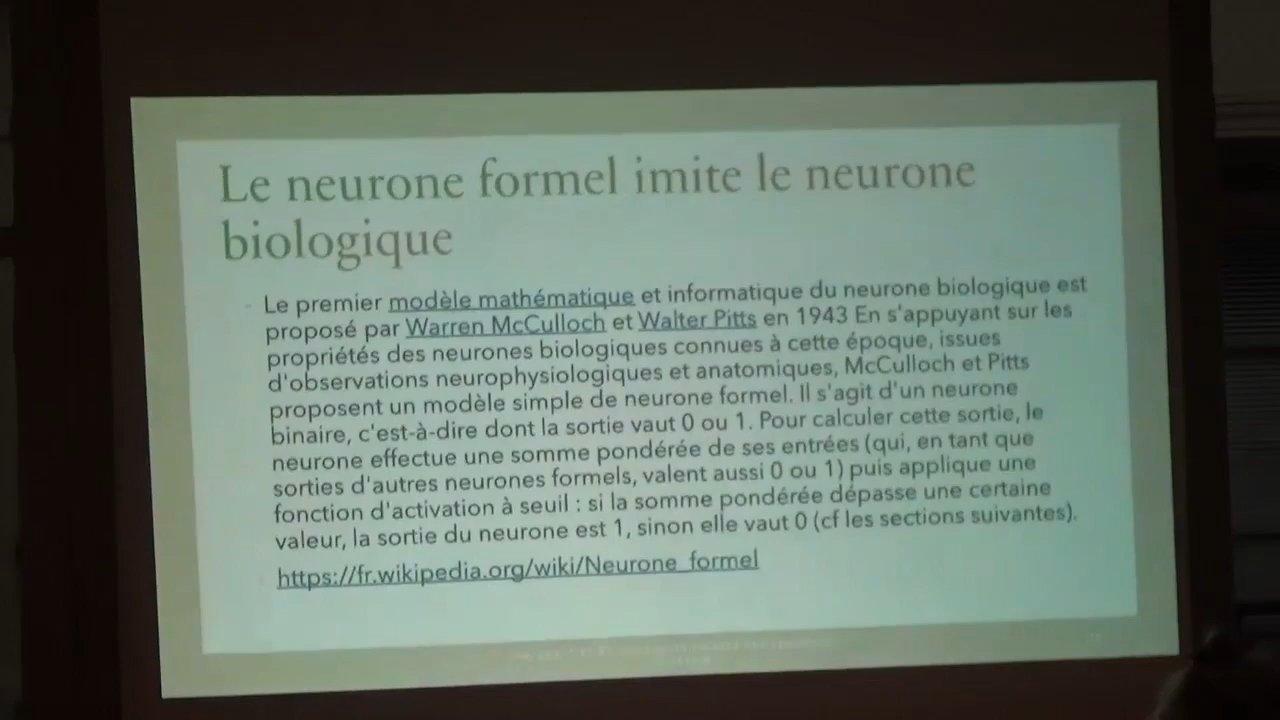 Le neurone formel imite le neurone
biologique
Le premier modèle mathématique et informatique du neurone biologique est
proposé par Warren McCulloch et Walter Pitts en 1943 En s'appuyant sur les
propriétés des neurones biologiques connues à cette époque, issues
d'observations neurophysiologiques et anatomiques, McCulloch et Pitts
proposent un modèle simple de neurone formel. Il s'agit d'un neurone
binaire, c'est-à-dire dont la sortie vaut 0 ou 1. Pour calculer cette sortie, le
neurone effectue une somme pondérée de ses entrées (qui, en tant que
sorties d'autres neurones formels, valent aussi 0 ou 1) puis applique une
fonction d'activation à seuil : si la somme pondérée dépasse une certaine
valeur, la sortie du neurone est 1, sinon elle vaut 0 (cf les sections suivantes).
https://fr.wikipedia.org/wiki/Neurone_formel